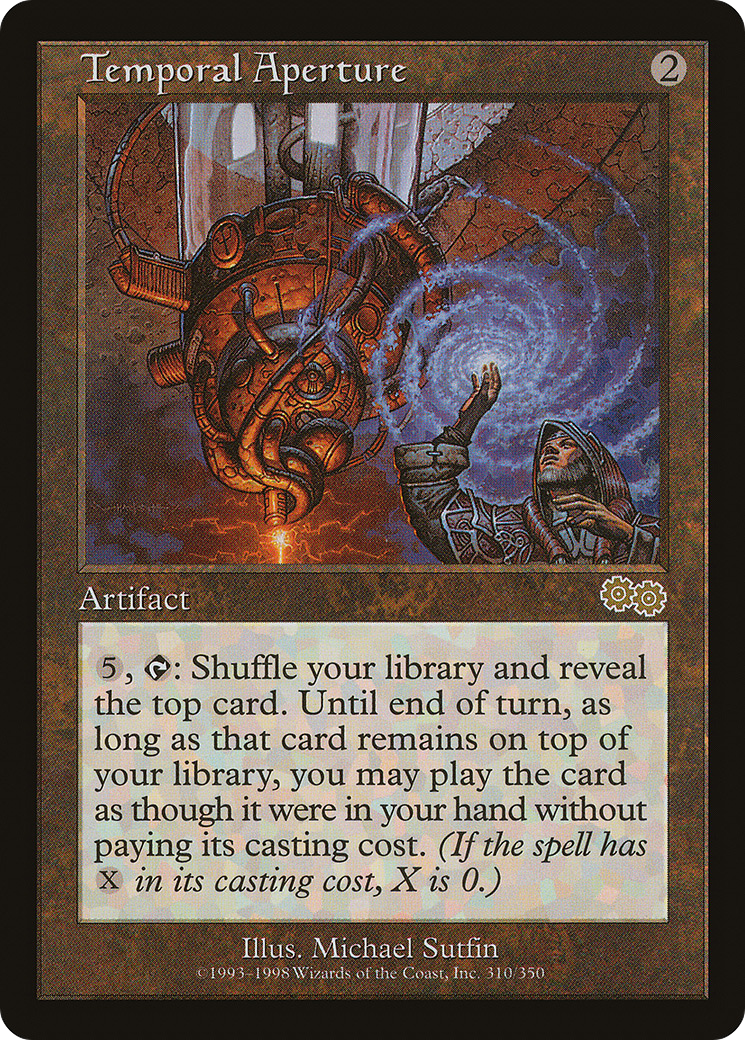 Temporal Aperture 2
Artifact
5, : Shuffle your library and reveal
the top card. Until end of turn, as
long as that card remains on top of
your library, you may play the card
as though it were in your hand without
paying its casting cost. (If the spell has
X in its casting cost, X is 0.)
Illus. Michael Sutfin
©1993–1998 Wizards of the Coast, Inc. 310/350